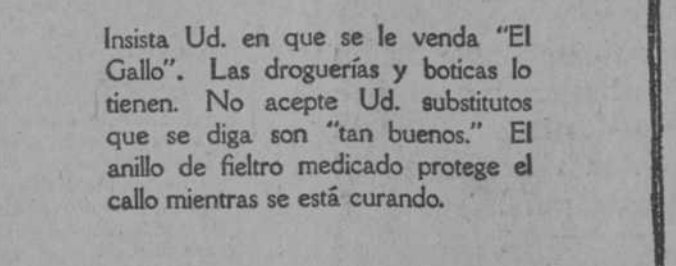 Insista Ud. en que se le venda “El
Gallo”. Las droguerías y boticas lo
tienen. No acepte Ud. substitutos
que se diga son “tan buenos.” El
anillo de fieltro medicado protege el
callo mientras se está curando.